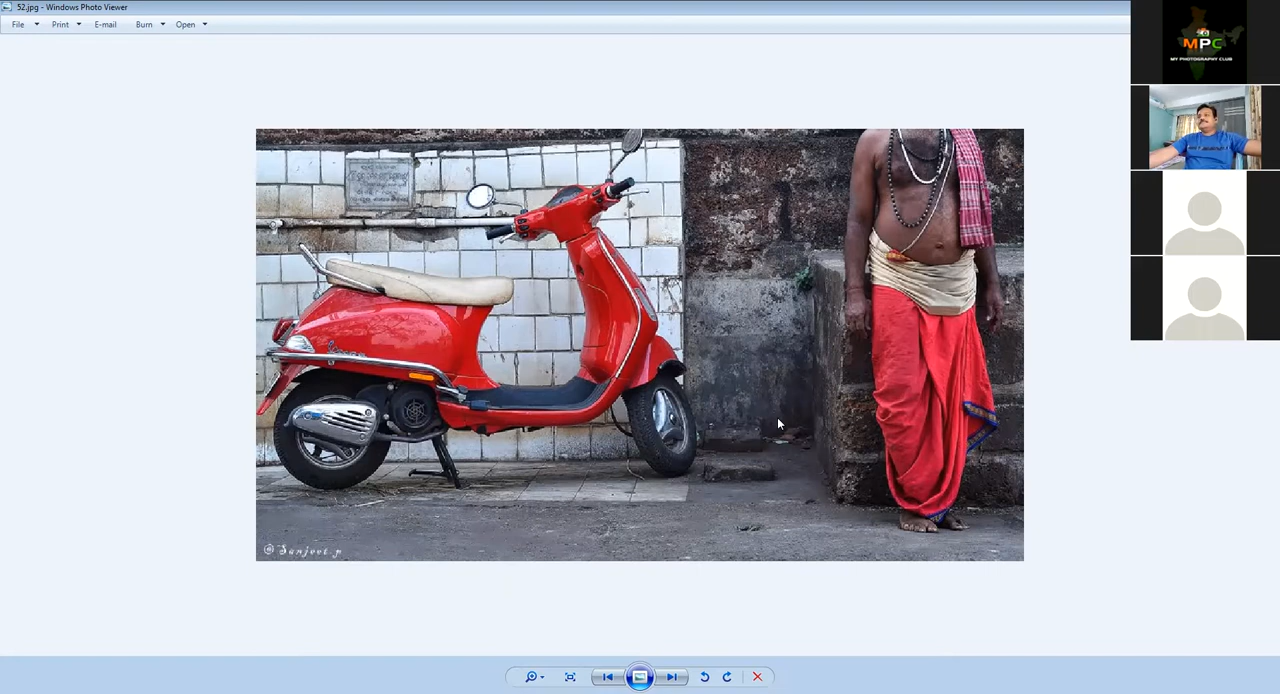 52.jpg - Windows Photo Viewer
File Print E-mail Burn Open
MPC
MY PHOTOGRAPHY CLUB
@Sanjeet.p